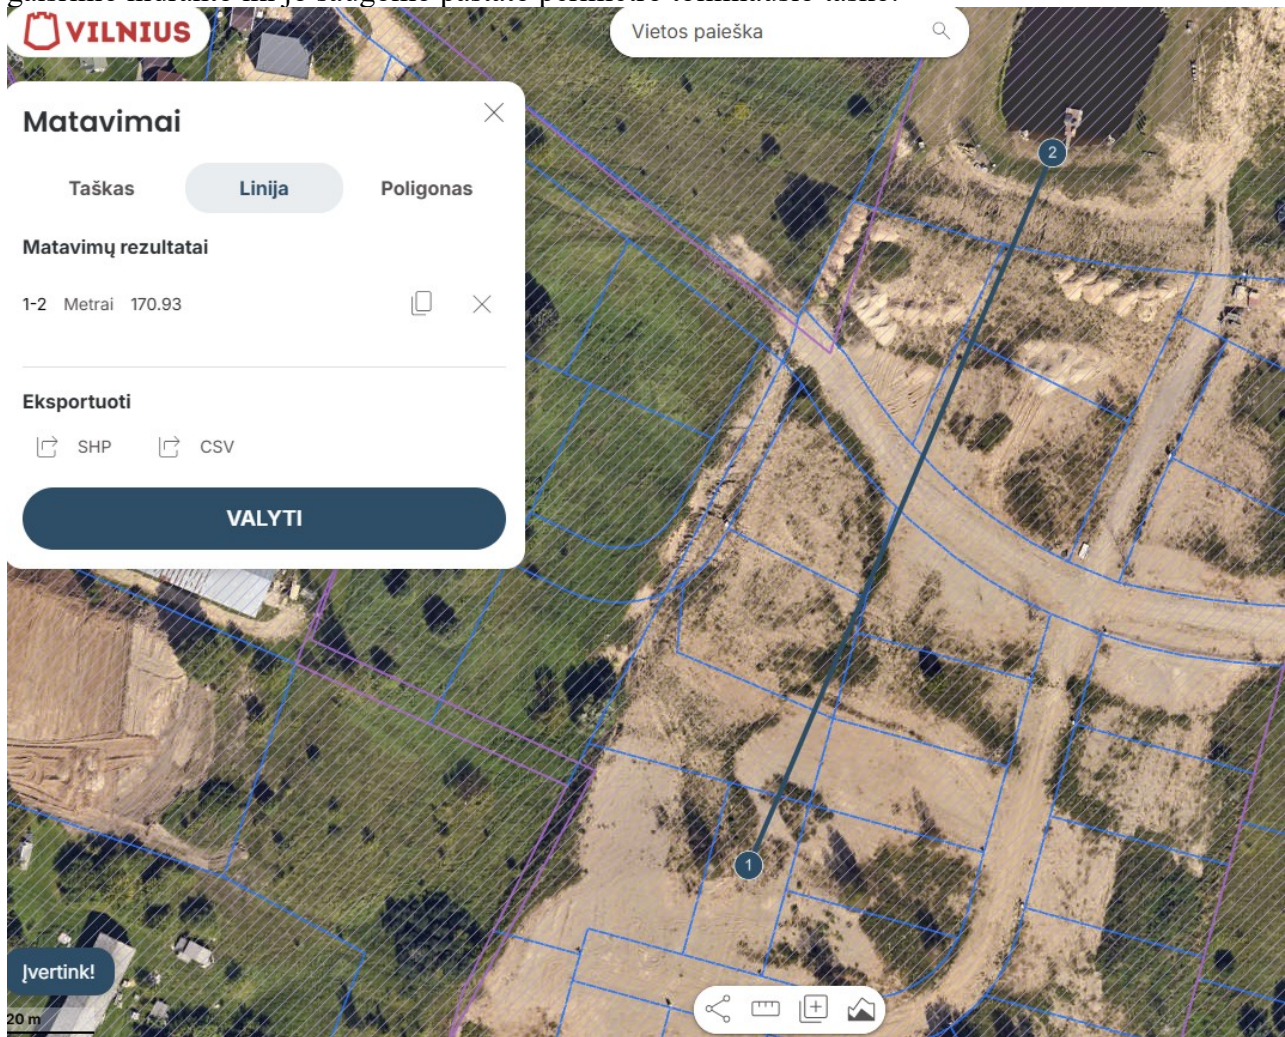 VILNIUS
Vietos paieška
Matavimai
Taškas Linija Poligonas
Matavimų rezultatai
1-2 Metrai 170.93
Eksportuoti
SHP CSV
VALYTI
2
1
Įvertink!
20 m